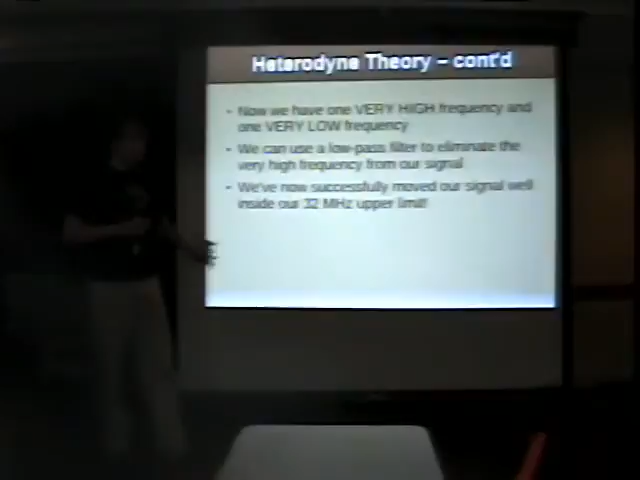 Heterodyne Theory – cont'd
- Now we have one VERY HIGH frequency and
one VERY LOW frequency
- We can use a low-pass filter to eliminate the
very high frequency from our signal
- We've now successfully moved our signal well
inside our 32 MHz upper limit!